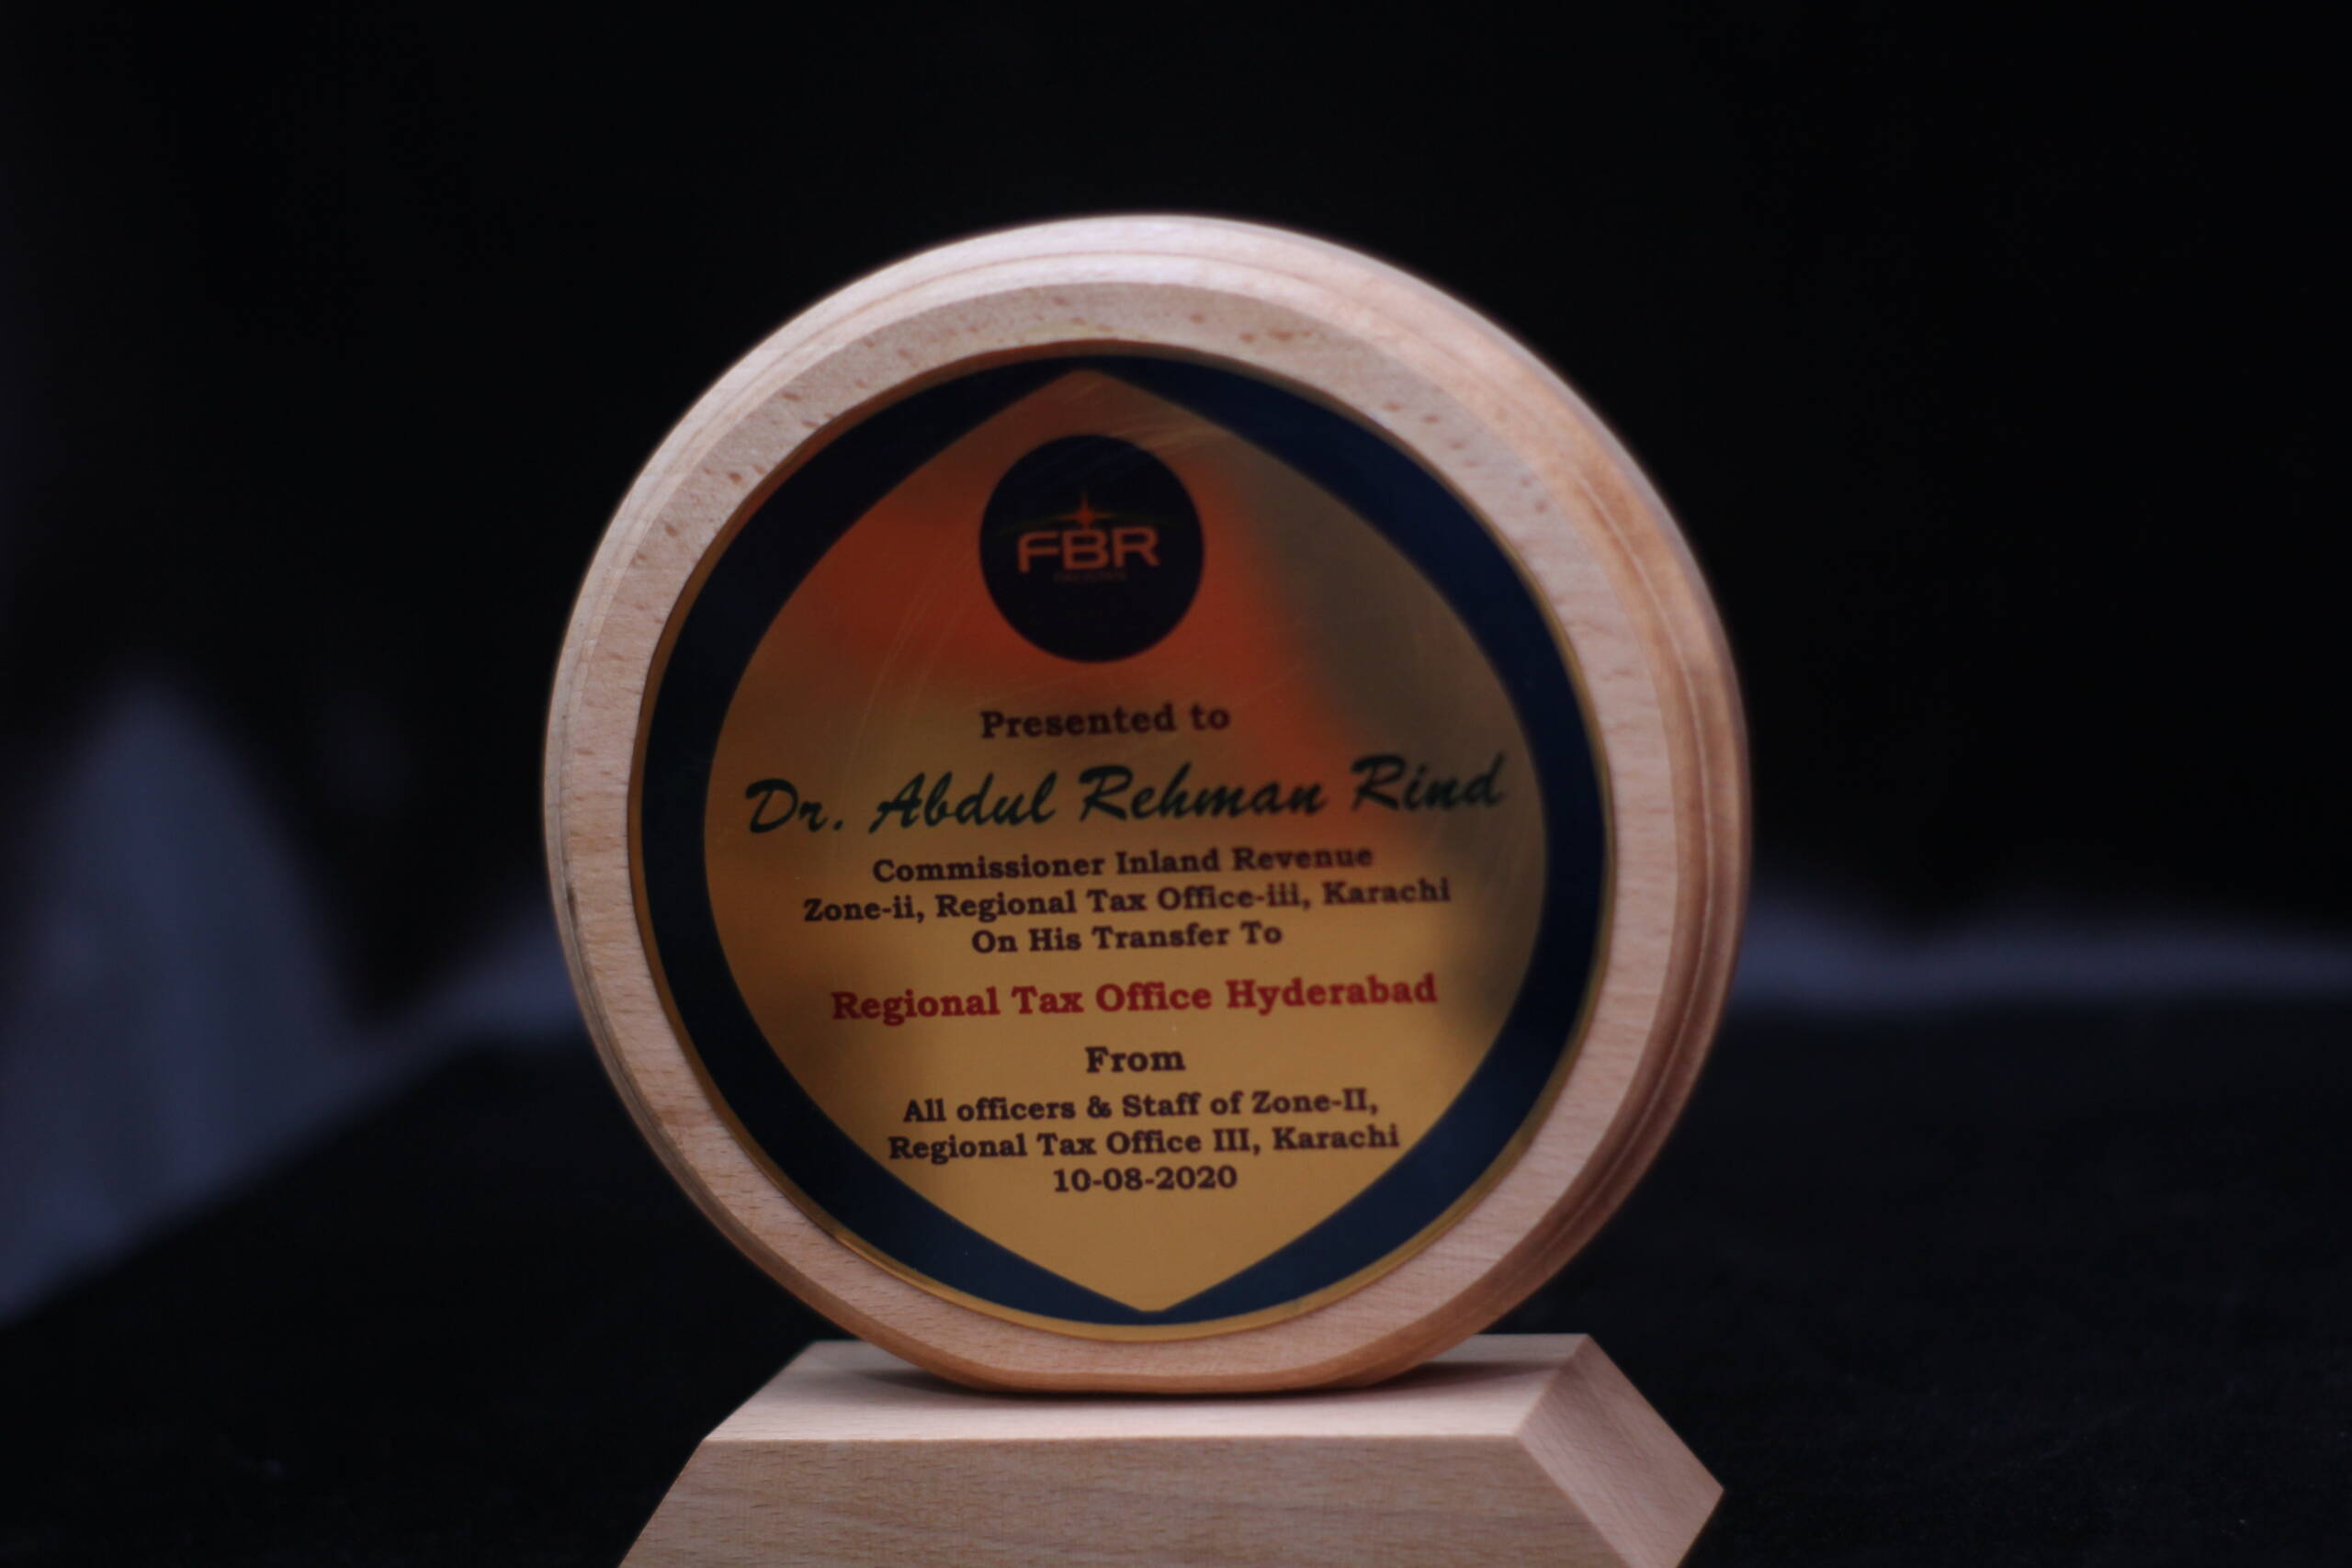 FBR
Presented to
Dr. Abdul Rehman Rind
Commissioner Inland Revenue
Zone-ii, Regional Tax Office-iii, Karachi
On His Transfer To
Regional Tax Office Hyderabad
From
All officers & Staff of Zone-II,
Regional Tax Office III, Karachi
10-08-2020